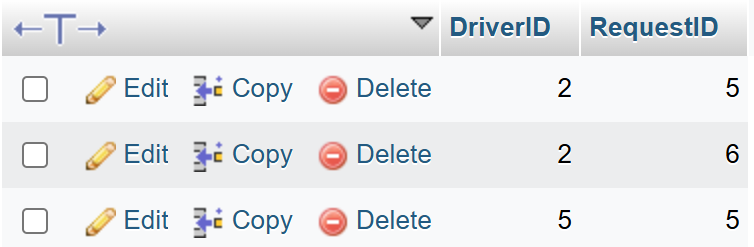 DriverID RequestID
Edit Copy Delete 2 5
Edit Copy Delete 2 6
Edit Copy Delete 5 5